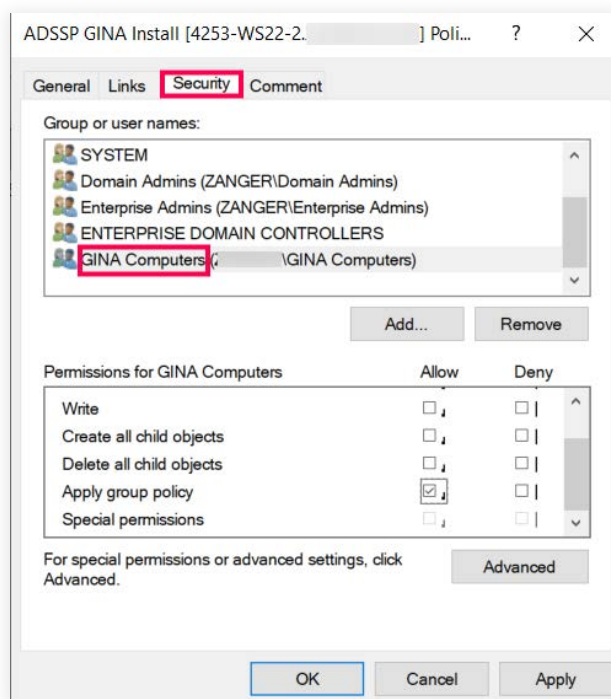 ADSSP GINA Install [4253-WS22-2. ] Poli... ?
General Links Security Comment
Group or user names:
SYSTEM
Domain Admins (ZANGER\Domain Admins)
Enterprise Admins (ZANGER\Enterprise Admins)
ENTERPRISE DOMAIN CONTROLLERS
GINA Computers ( \GINA Computers)
Add... Remove
Permissions for GINA Computers Allow Deny
Write
Create all child objects
Delete all child objects
Apply group policy
Special permissions
For special permissions or advanced settings, click
Advanced.
Advanced
OK Cancel Apply